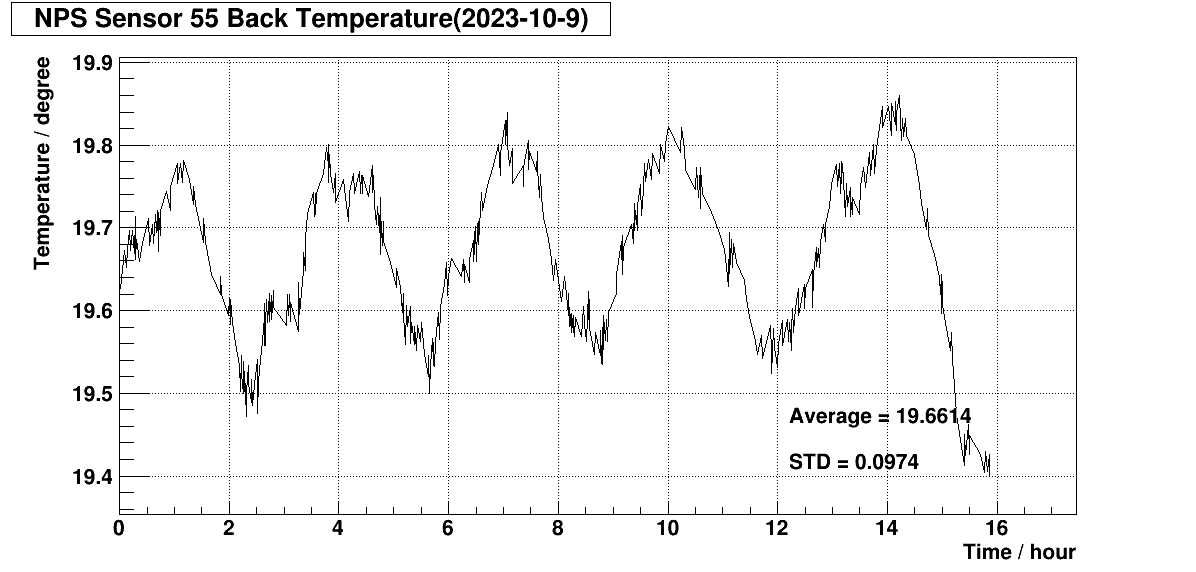 NPS Sensor 55 Back Temperature(2023-10-9)
Temperature / degree
19.9
19.8
19.7
19.6
19.5
19.4
Average = 19.6614
STD = 0.0974
0 2 4 6 8 10 12 14 16
Time / hour